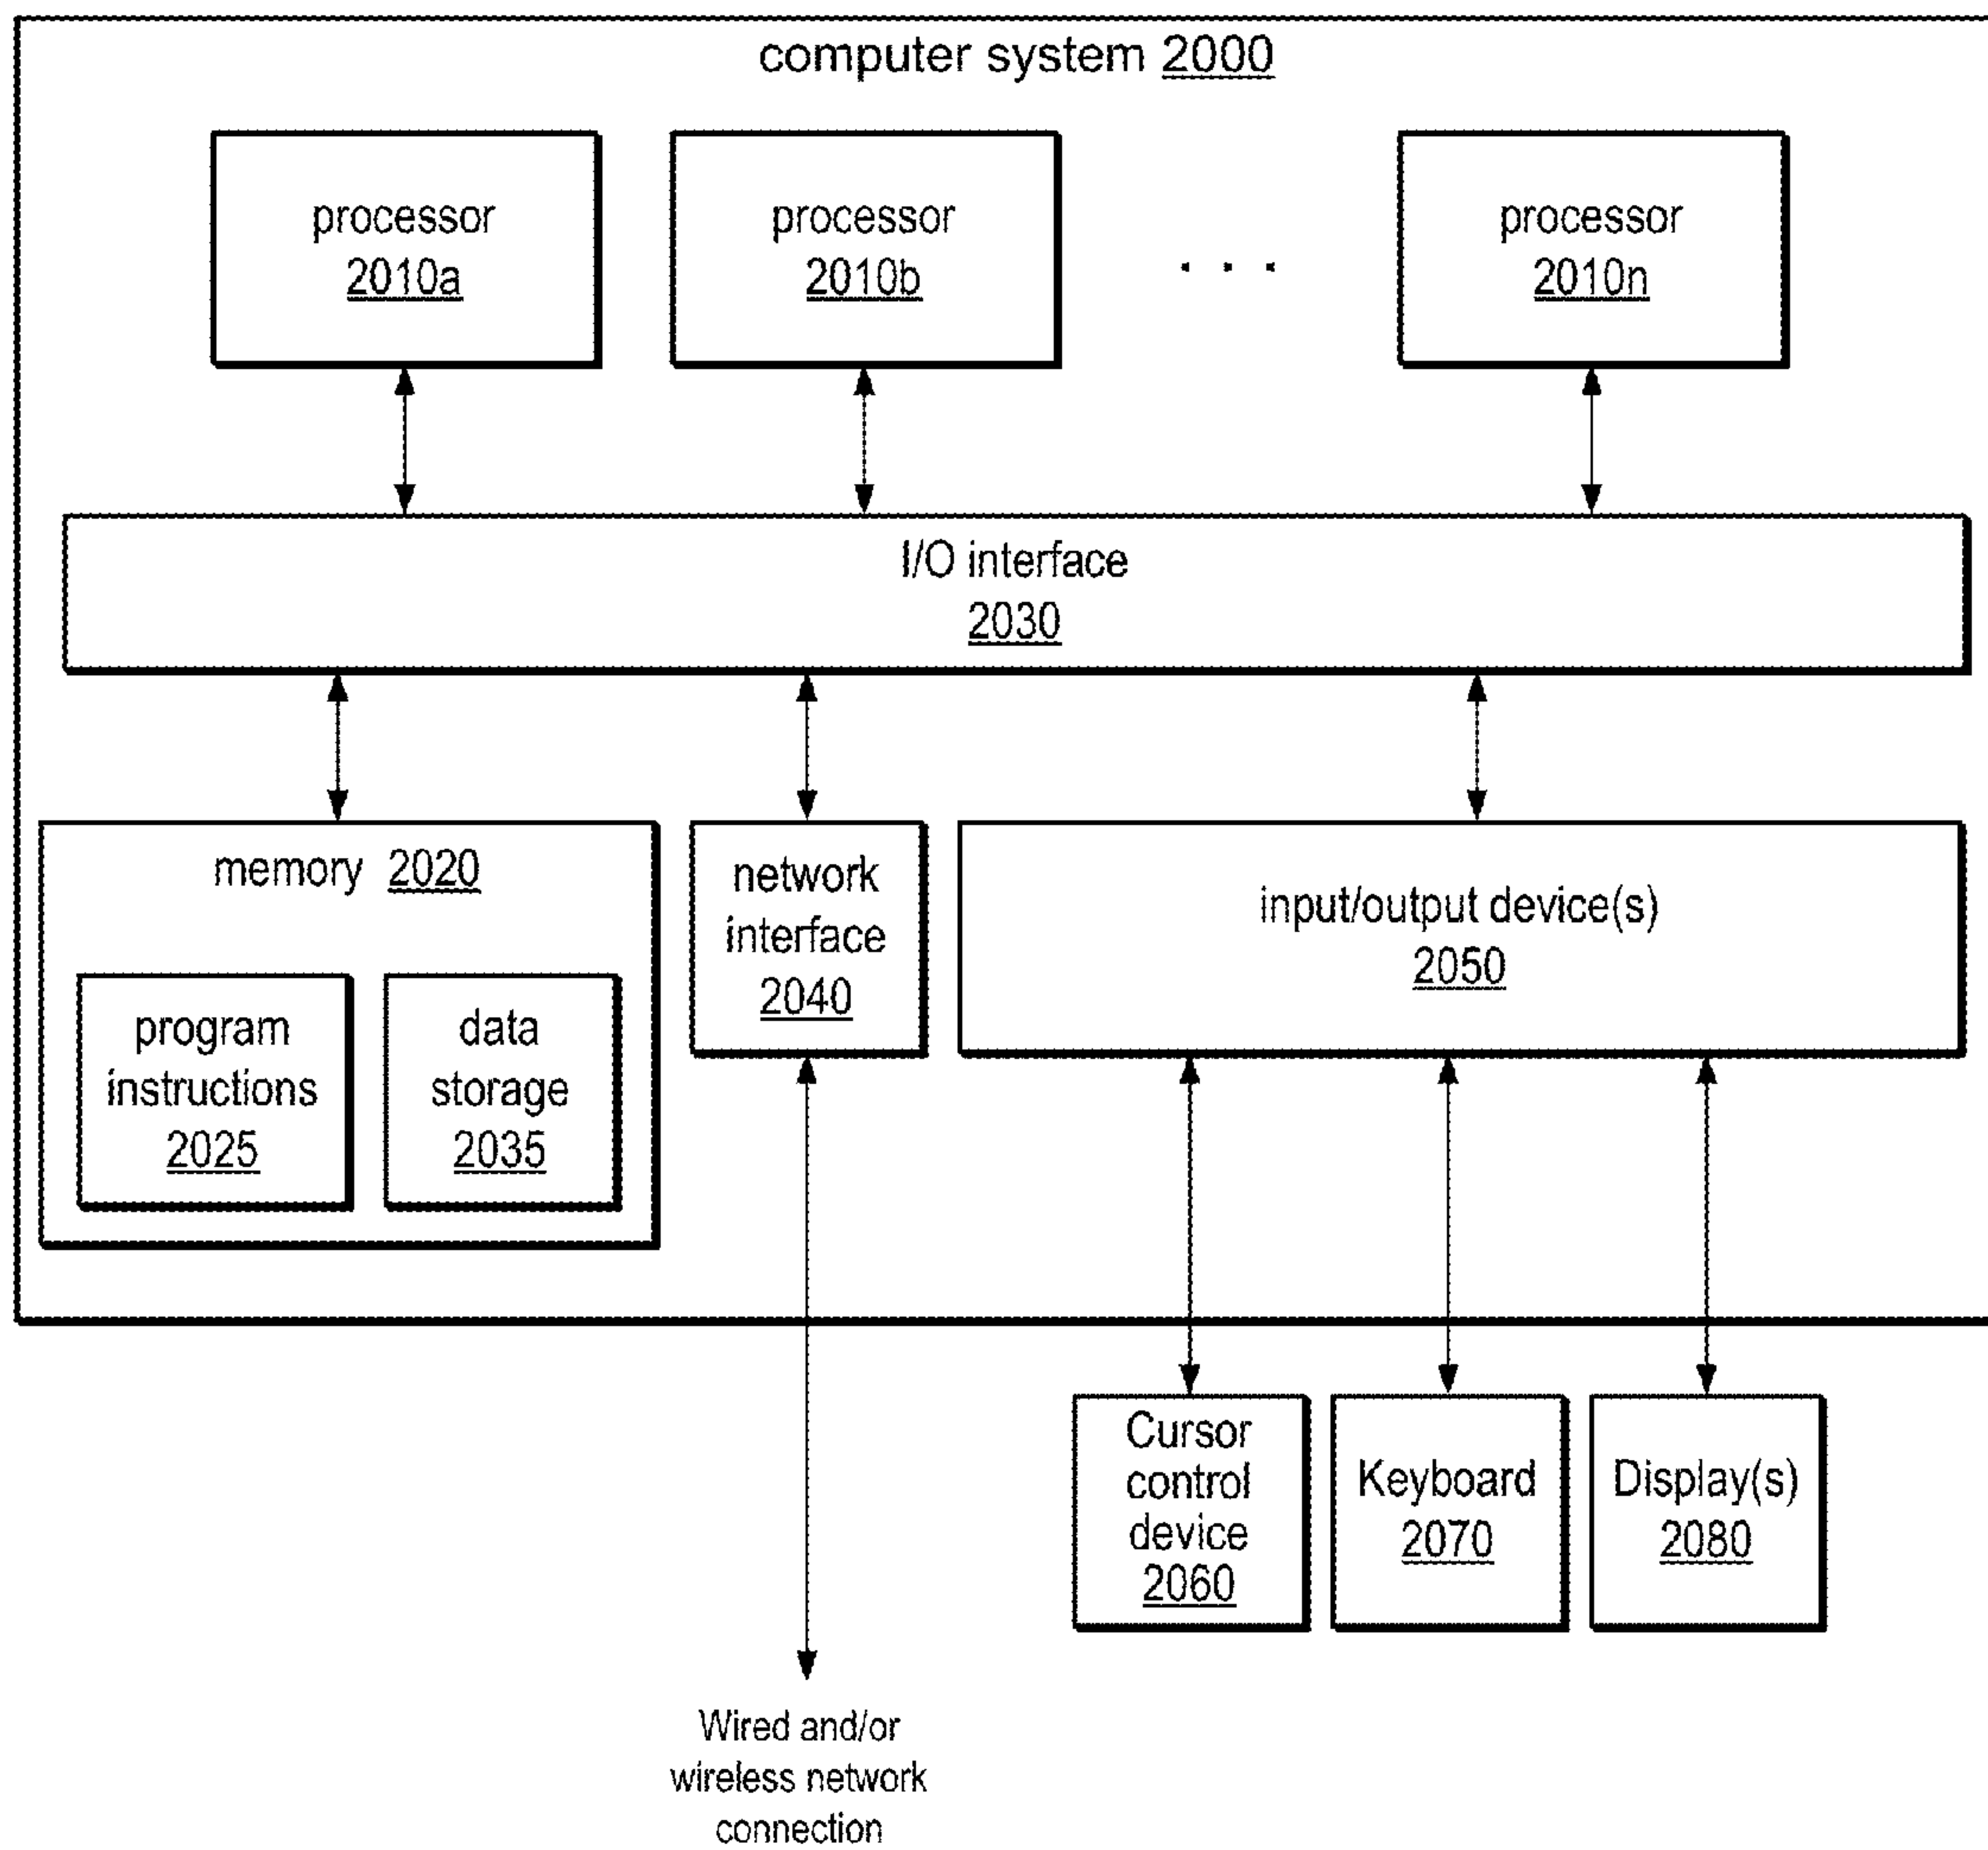 computer system 2000
processor
2010a
processor
2010b
. . .
processor
2010n
I/O interface
2030
memory 2020
program
instructions
2025
data
storage
2035
network
interface
2040
input/output device(s)
2050
Cursor
control
device
2060
Keyboard
2070
Display(s)
2080
Wired and/or
wireless network
connection